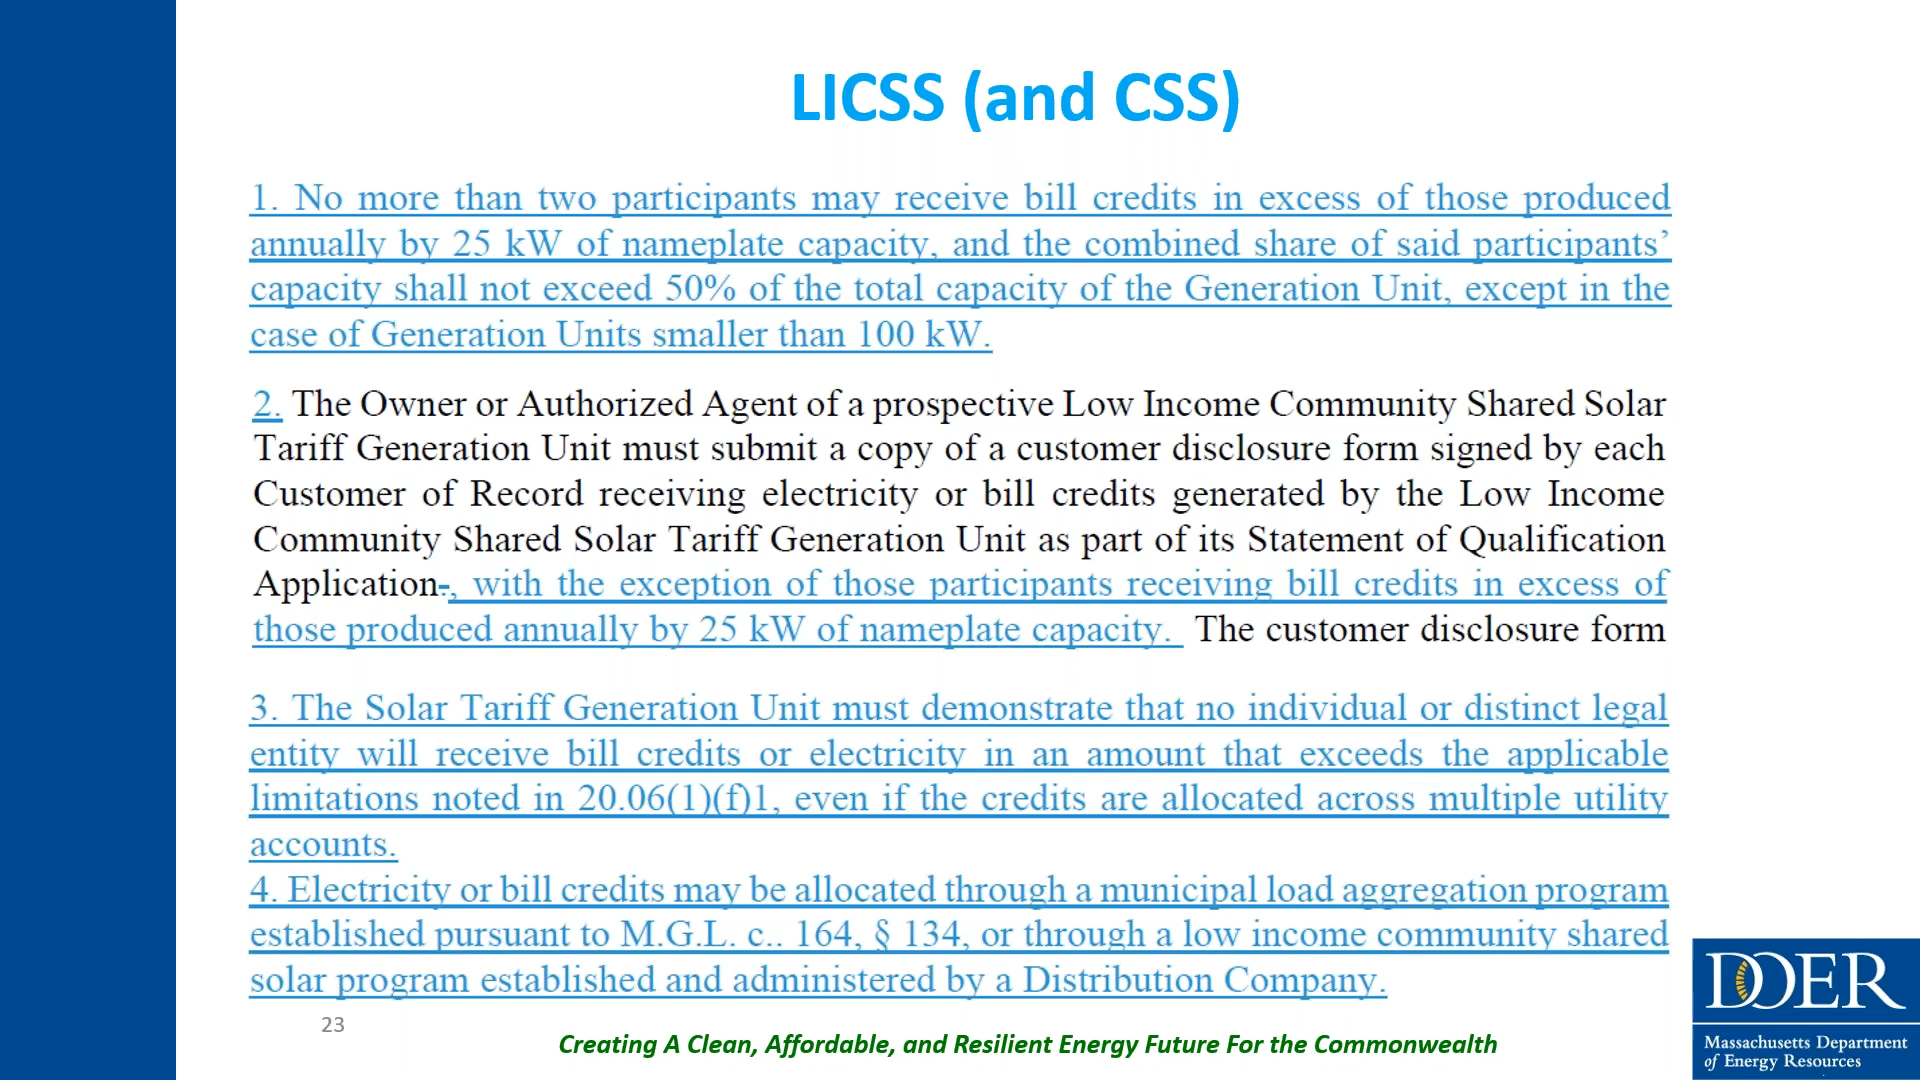 LICSS (and CSS)
1. No more than two participants may receive bill credits in excess of those produced
annually by 25 kW of nameplate capacity, and the combined share of said participants’
capacity shall not exceed 50% of the total capacity of the Generation Unit, except in the
case of Generation Units smaller than 100 kW.
2. The Owner or Authorized Agent of a prospective Low Income Community Shared Solar
Tariff Generation Unit must submit a copy of a customer disclosure form signed by each
Customer of Record receiving electricity or bill credits generated by the Low Income
Community Shared Solar Tariff Generation Unit as part of its Statement of Qualification
Application., with the exception of those participants receiving bill credits in excess of
those produced annually by 25 kW of nameplate capacity. The customer disclosure form
3. The Solar Tariff Generation Unit must demonstrate that no individual or distinct legal
entity will receive bill credits or electricity in an amount that exceeds the applicable
limitations noted in 20.06(1)(f)1, even if the credits are allocated across multiple utility
accounts.
4. Electricity or bill credits may be allocated through a municipal load aggregation program
established pursuant to M.G.L. c.. 164, § 134, or through a low income community shared
solar program established and administered by a Distribution Company.
23
Creating A Clean, Affordable, and Resilient Energy Future For the Commonwealth
DOER
Massachusetts Department
of Energy Resources